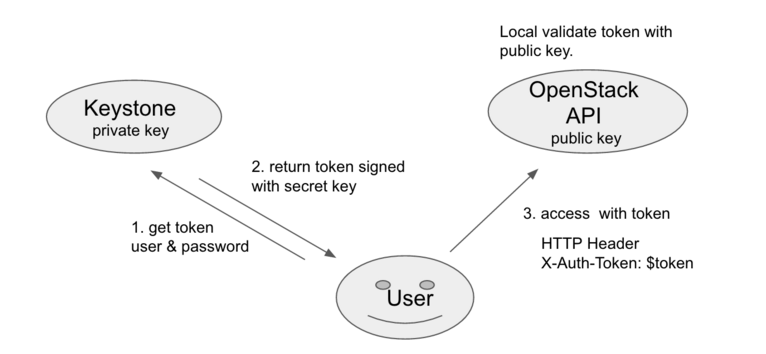 Local validate token with
public key.
Keystone
private key
OpenStack
API
public key
2. return token signed
with secret key
1. get token
user & password
3. access  with token
HTTP Header
X-Auth-Token: $token
User